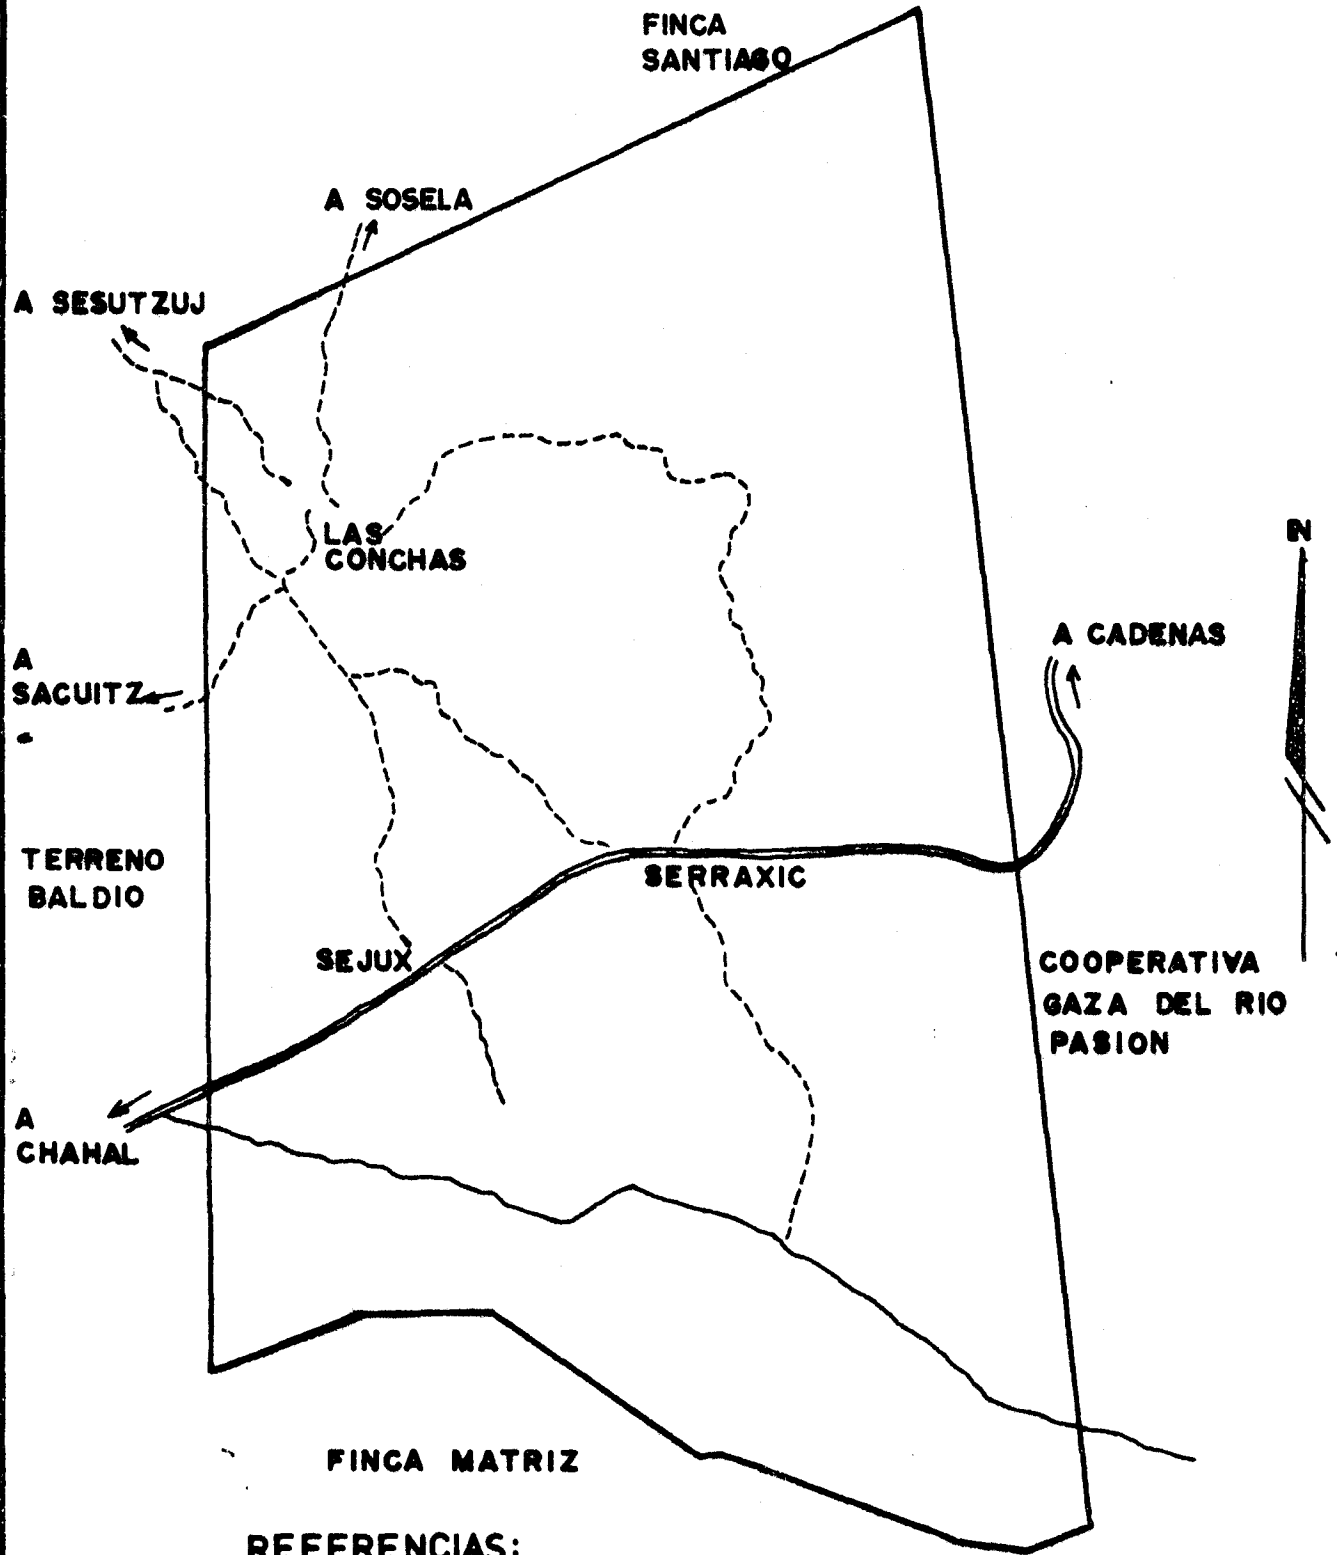 FINCA
SANTIAGO
A SOSELA
A SESUTZUJ
LAS
CONCHAS
N
A CADENAS
A
SACUITZ
TERRENO
BALDIO
SERRAXIC
SEJUX
COOPERATIVA
GAZA DEL RIO
PASION
A
CHAHAL
FINCA MATRIZ
REFERENCIAS: